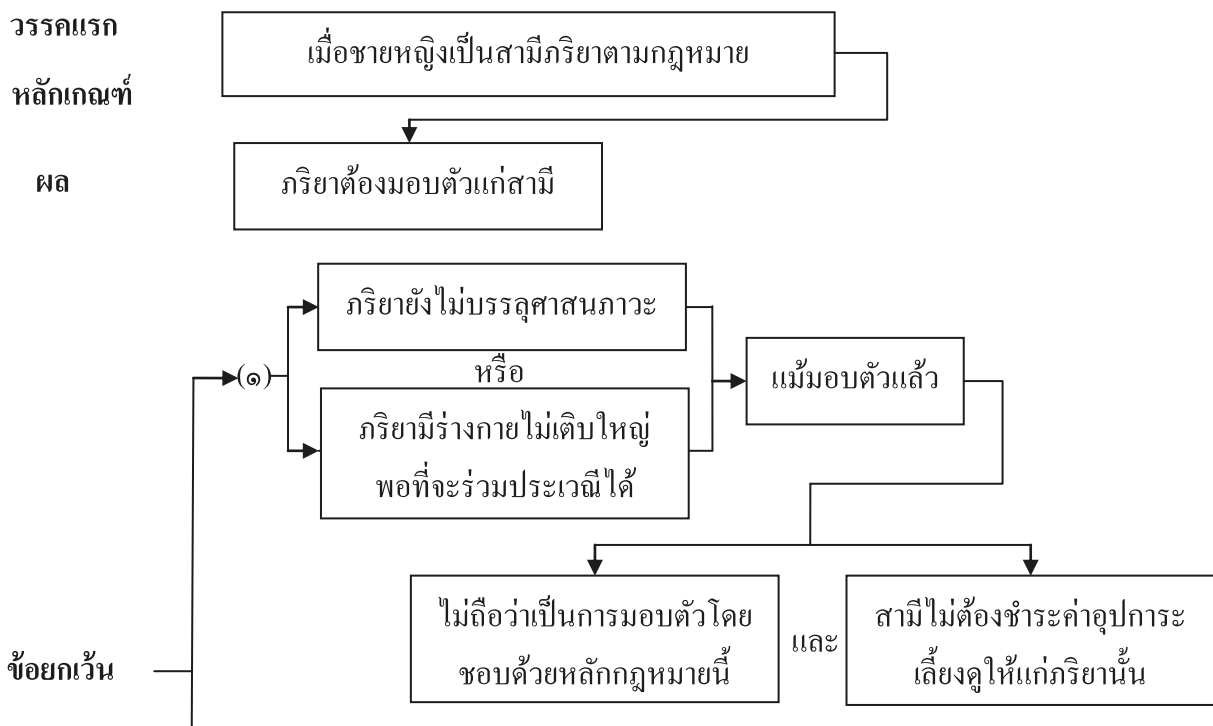 วรรคแรก
เมื่อชายหญิงเป็นสามีภริยาตามกฎหมาย
หลักเกณฑ์
ผล
ภริยาต้องมอบตัวแก่สามี
ภริยายังไม่บรรลุศาสนภาวะ
(๑)
หรือ
แม้มอบตัวแล้ว
ภริยามีร่างกายไม่เติบใหญ่
พอที่จะร่วมประเวณีได้
ไม่ถือว่าเป็นการมอบตัวโดย
ชอบด้วยหลักกฎหมายนี้
และ
สามีไม่ต้องชำระค่าอุปการะ
เลี้ยงดูให้แก่ภริยานั้น
ข้อยกเว้น